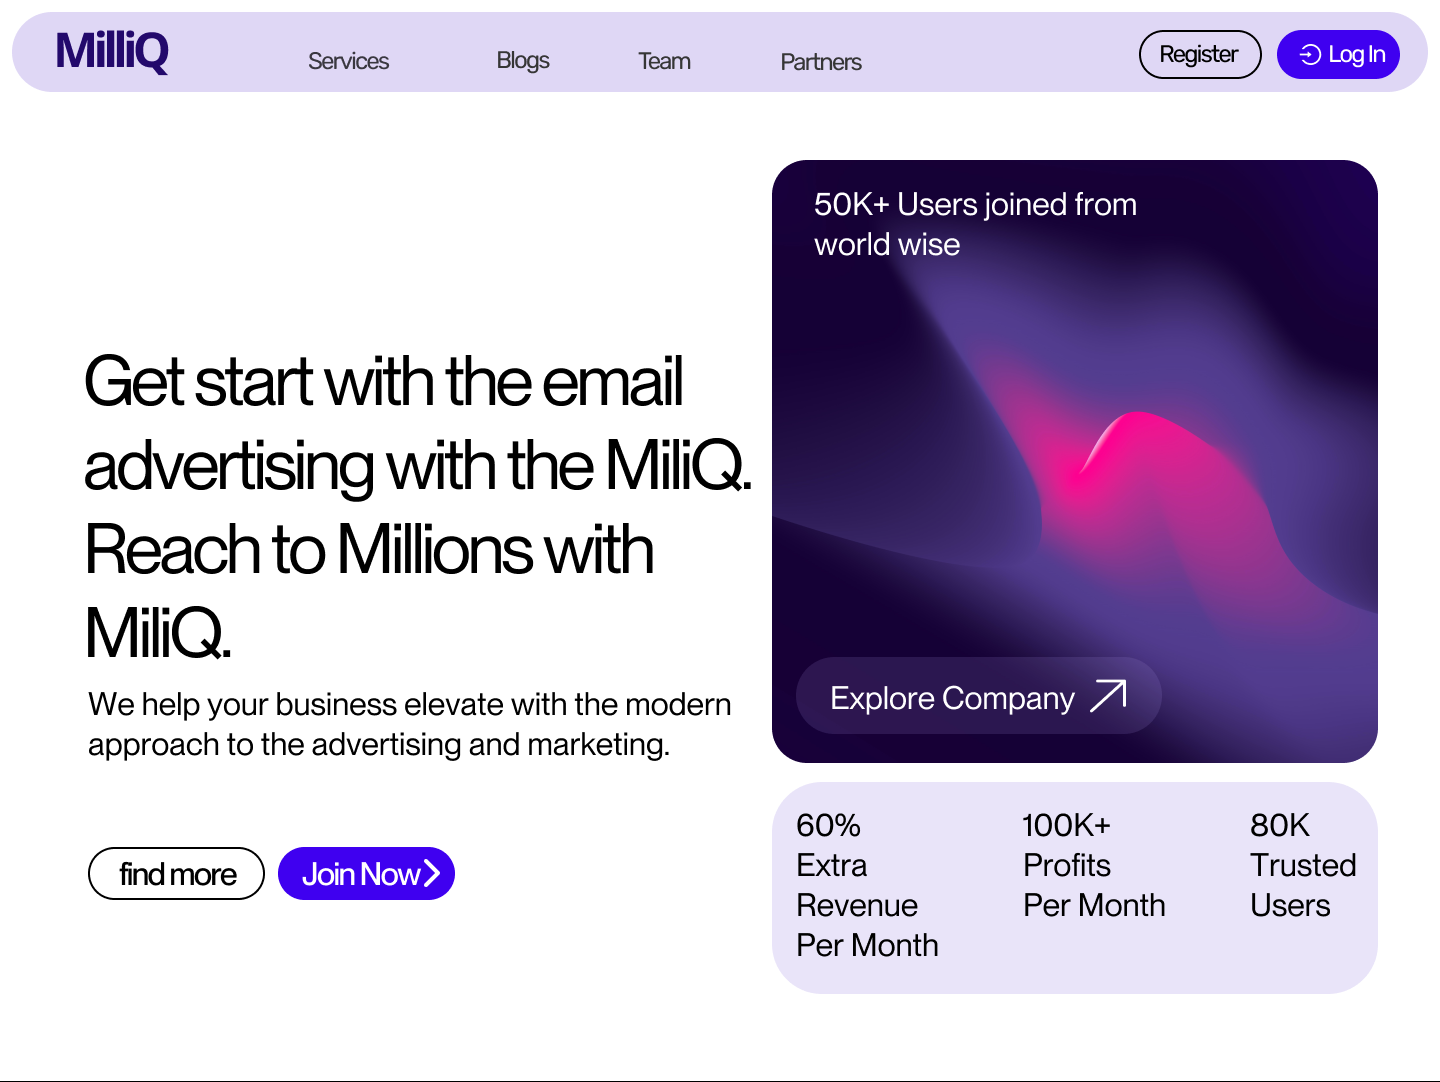 MilliQ
Services
Blogs
Team
Partners
Register
Log In
Get start with the email
advertising with the MiliQ.
Reach to Millions with
MiliQ.
We help your business elevate with the modern
approach to the advertising and marketing.
find more
Join Now
50K+ Users joined from
world wise
Explore Company
60%
Extra
Revenue
Per Month
100K+
Profits
Per Month
80K
Trusted
Users